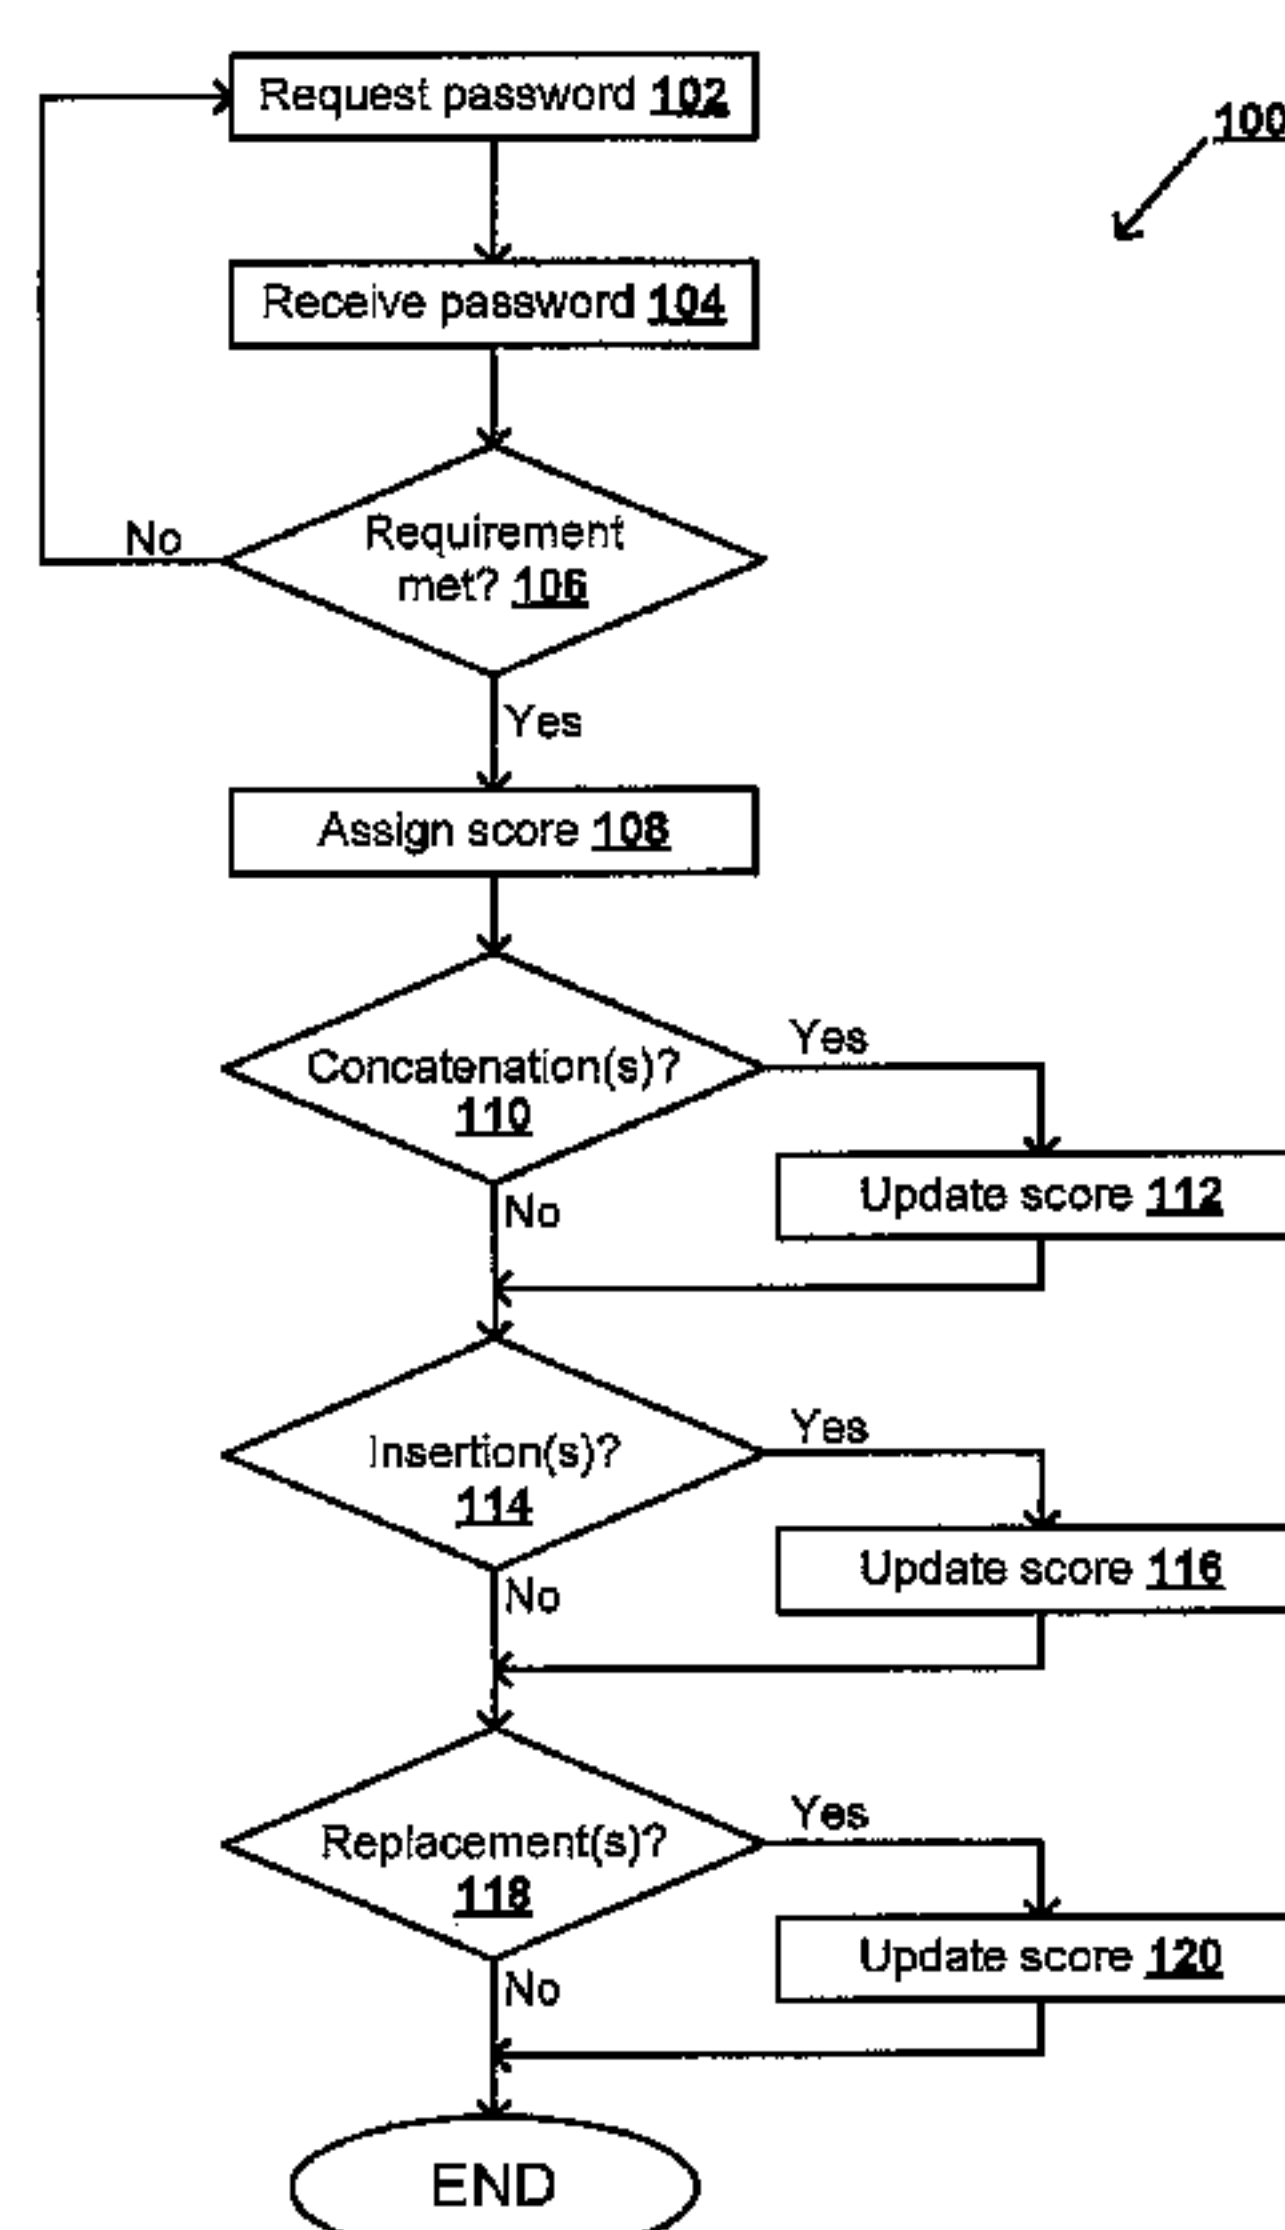 Request password 102
100
Receive password 104
No
Requirement
met? 106
Yes
Assign score 108
Concatenation(s)?
110
Yes
Update score 112
No
Insertion(s)?
114
Yes
Update score 116
No
Replacement(s)?
118
Yes
Update score 120
No
END